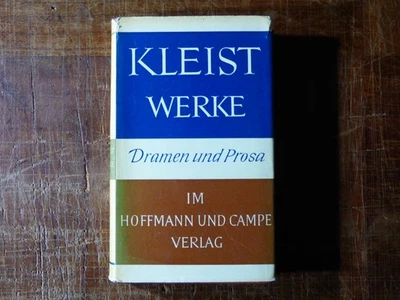 KLEIST
WERKE
Dramen und Prosa
IM
HOFFMANN UND CAMPE
VERLAG